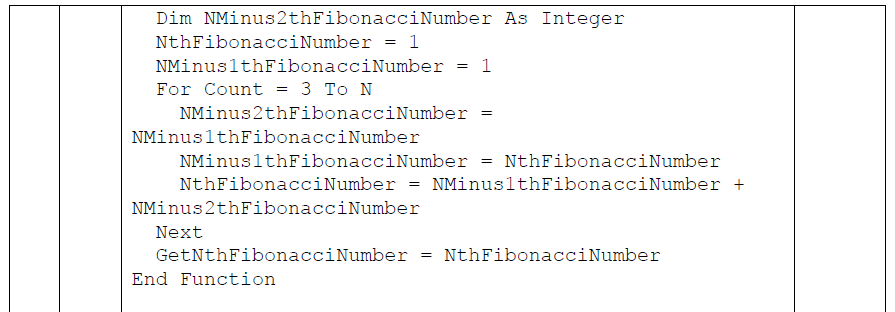 Dim NMinus2thFibonacciNumber As Integer
NthFibonacciNumber = 1
NMinus1thFibonacciNumber = 1
For Count = 3 To N
NMinus2thFibonacciNumber =
NMinus1thFibonacciNumber
NMinus1thFibonacciNumber = NthFibonacciNumber
NthFibonacciNumber = NMinus1thFibonacciNumber +
NMinus2thFibonacciNumber
Next
GetNthFibonacciNumber = NthFibonacciNumber
End Function